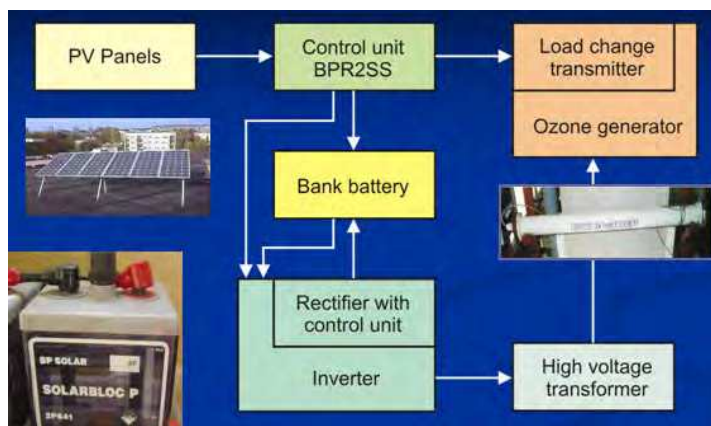 PV Panels
Control unit
BPR2SS
Load change
transmitter
Ozone generator
Bank battery
Rectifier with
control unit
Inverter
High voltage
transformer
SP SOLAR
SOLARBLOC P